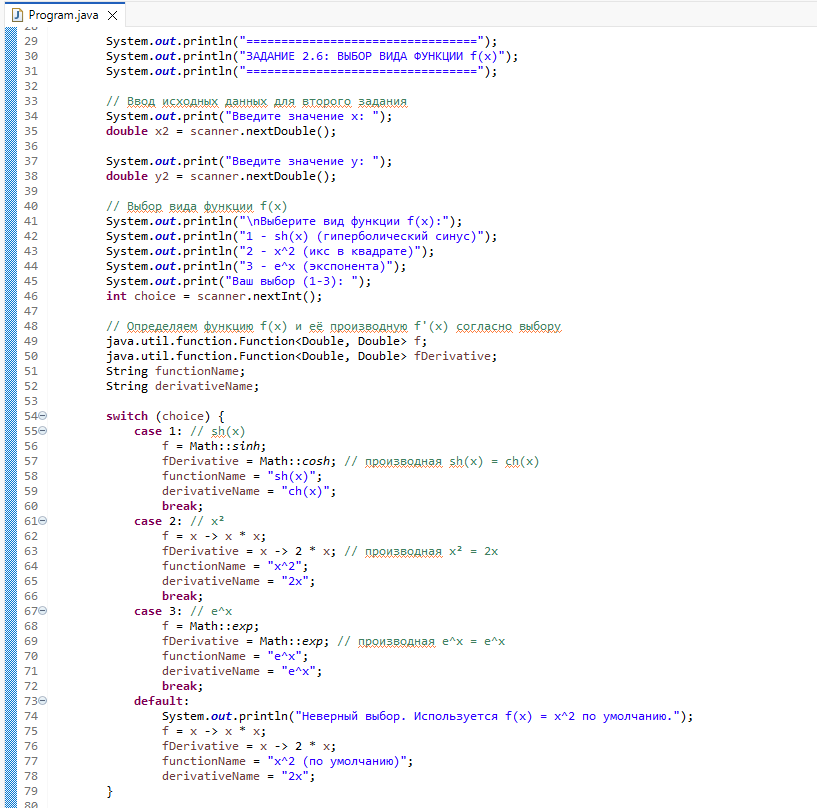 Program.java
28
29 System.out.println("=================================");
30 System.out.println("ЗАДАНИЕ 2.6: ВЫБОР ВИДА ФУНКЦИИ f(x)");
31 System.out.println("=================================");
32
33 // Ввод исходных данных для второго задания
34 System.out.print("Введите значение x: ");
35 double x2 = scanner.nextDouble();
36
37 System.out.print("Введите значение y: ");
38 double y2 = scanner.nextDouble();
39
40 // Выбор вида функции f(x)
41 System.out.println("\nВыберите вид функции f(x):");
42 System.out.println("1 - sh(x) (гиперболический синус)");
43 System.out.println("2 - x^2 (икс в квадрате)");
44 System.out.println("3 - e^x (экспонента)");
45 System.out.print("Ваш выбор (1-3): ");
46 int choice = scanner.nextInt();
47
48 // Определяем функцию f(x) и её производную f'(x) согласно выбору
49 java.util.function.Function<Double, Double> f;
50 java.util.function.Function<Double, Double> fDerivative;
51 String functionName;
52 String derivativeName;
53
54 switch (choice) {
55 case 1: // sh(x)
56 f = Math::sinh;
57 fDerivative = Math::cosh; // производная sh(x) = ch(x)
58 functionName = "sh(x)";
59 derivativeName = "ch(x)";
60 break;
61 case 2: // x²
62 f = x -> x * x;
63 fDerivative = x -> 2 * x; // производная x² = 2x
64 functionName = "x^2";
65 derivativeName = "2x";
66 break;
67 case 3: // e^x
68 f = Math::exp;
69 fDerivative = Math::exp; // производная e^x = e^x
70 functionName = "e^x";
71 derivativeName = "e^x";
72 break;
73 default:
74 System.out.println("Неверный выбор. Используется f(x) = x^2 по умолчанию.");
75 f = x -> x * x;
76 fDerivative = x -> 2 * x;
77 functionName = "x^2 (по умолчанию)";
78 derivativeName = "2x";
79 }
80